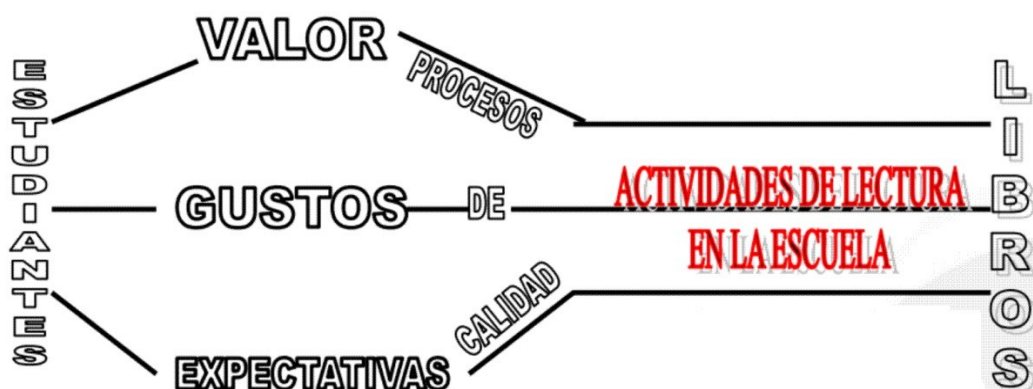 ESTUDIANTES
VALOR
PROCESOS
GUSTOS
DE
ACTIVIDADES DE LECTURA
EN LA ESCUELA
CALIDAD
EXPECTATIVAS
LIBROS